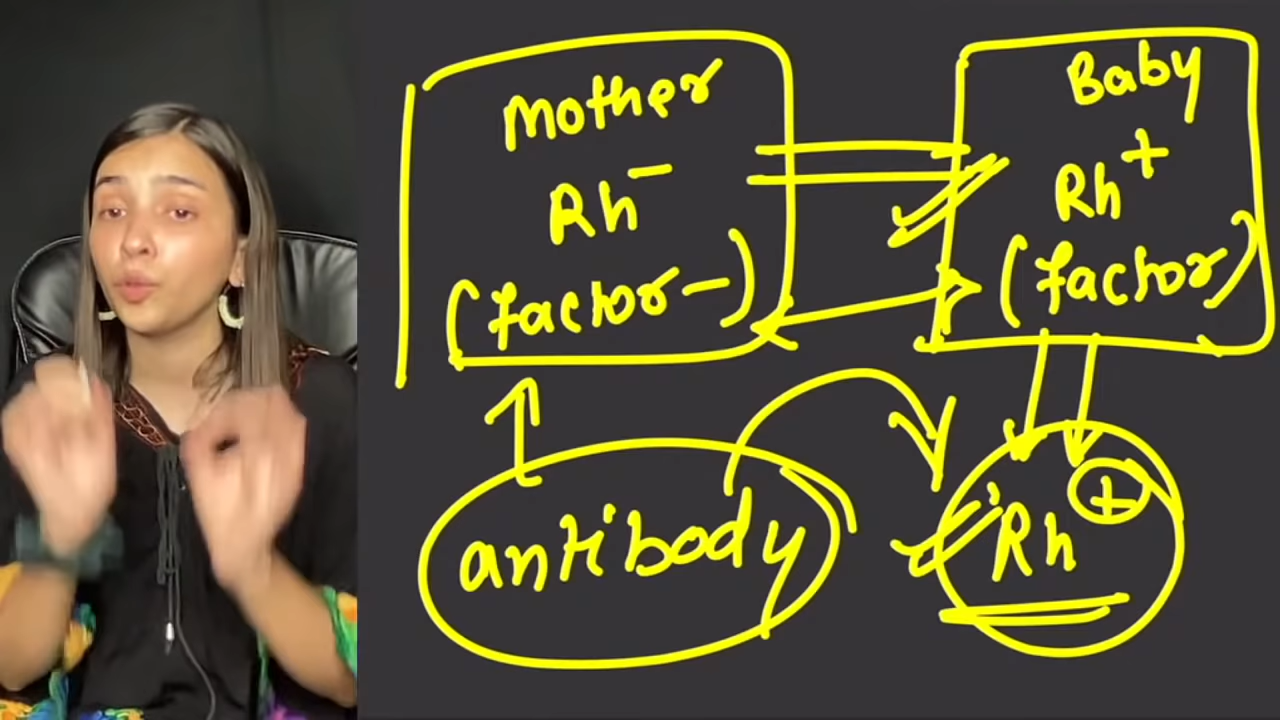 Mother
Rh-
(factor-)
Baby
Rh+
(factor)
antibody
Rh+